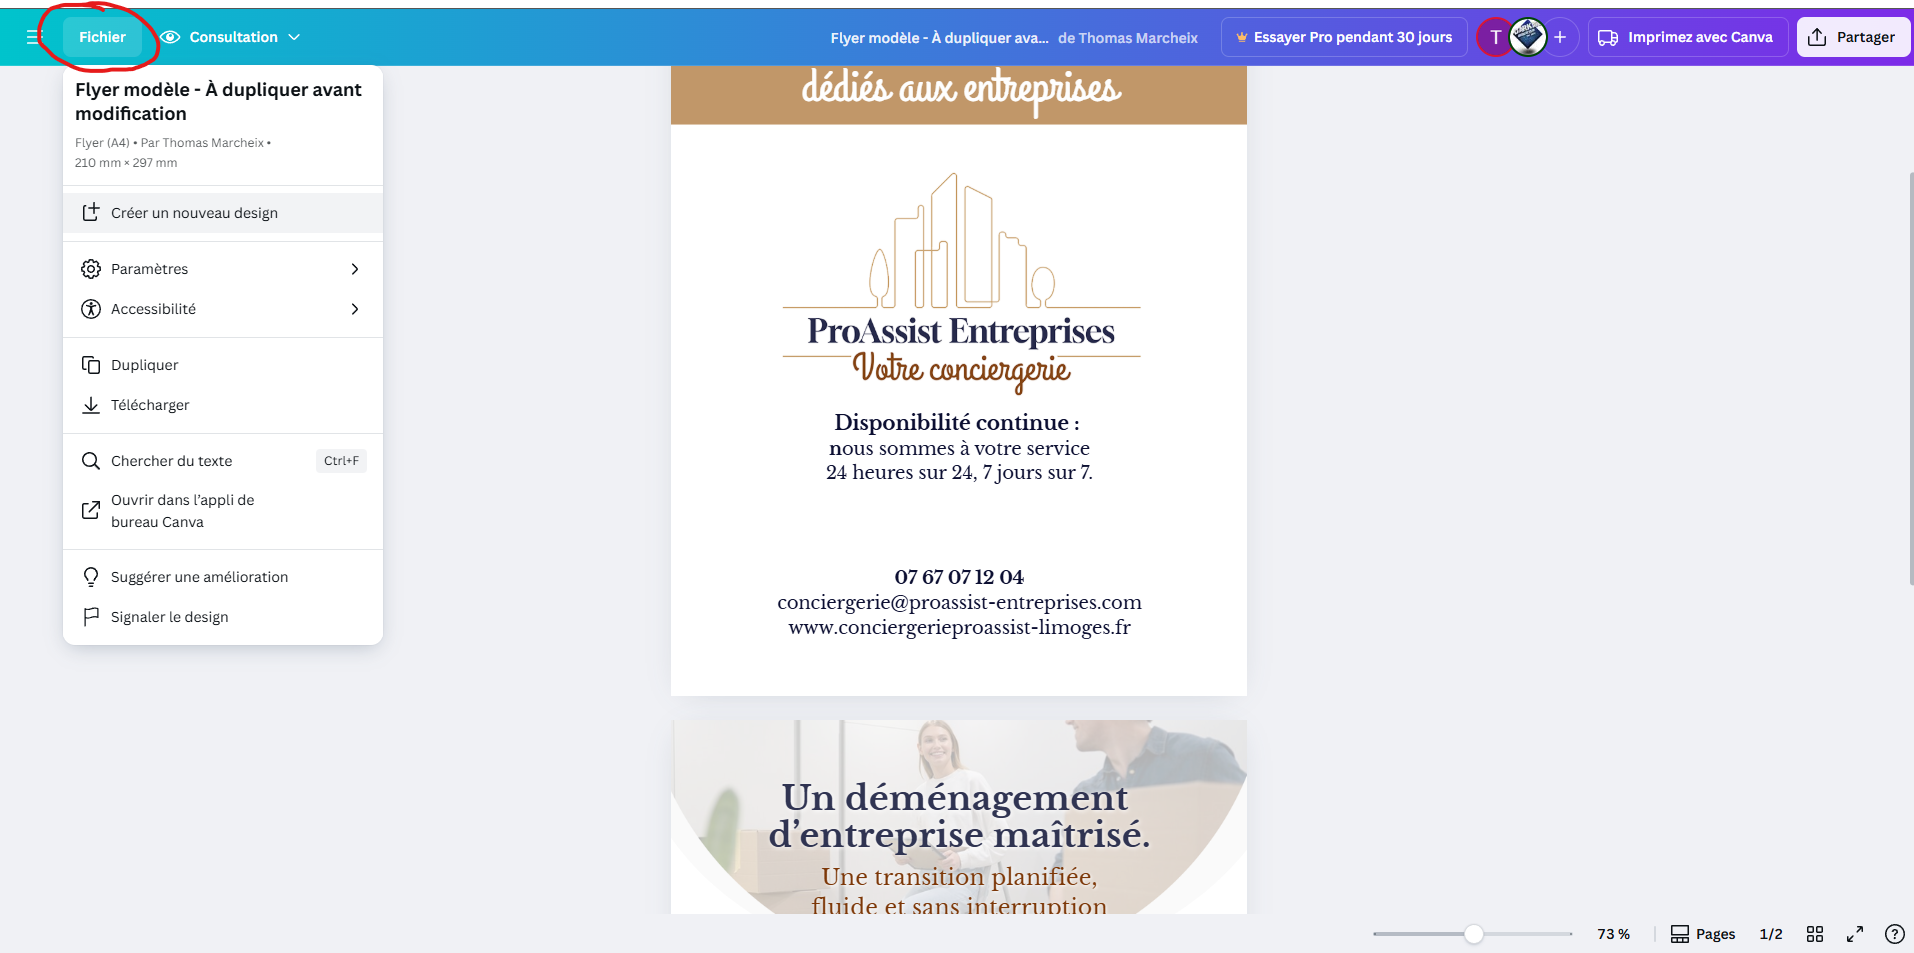 Fichier
Consultation
Flyer modèle - À dupliquer ava... de Thomas Marcheix
Essayer Pro pendant 30 jours
T
Imprimez avec Canva
Partager
Flyer modèle - À dupliquer avant
modification
Flyer (A4) • Par Thomas Marcheix •
210 mm × 297 mm
Créer un nouveau design
Paramètres
Accessibilité
Dupliquer
Télécharger
Chercher du texte Ctrl+F
Ouvrir dans l'appli de
bureau Canva
Suggérer une amélioration
Signaler le design
dédiés aux entreprises
ProAssist Entreprises
Votre conciergerie
Disponibilité continue :
nous sommes à votre service
24 heures sur 24, 7 jours sur 7.
07 67 07 12 04
conciergerie@proassist-entreprises.com
www.conciergerieproassist-limoges.fr
Un déménagement
d’entreprise maîtrisé.
Une transition planifiée,
fluide et sans interruption
73 %
Pages
1/2